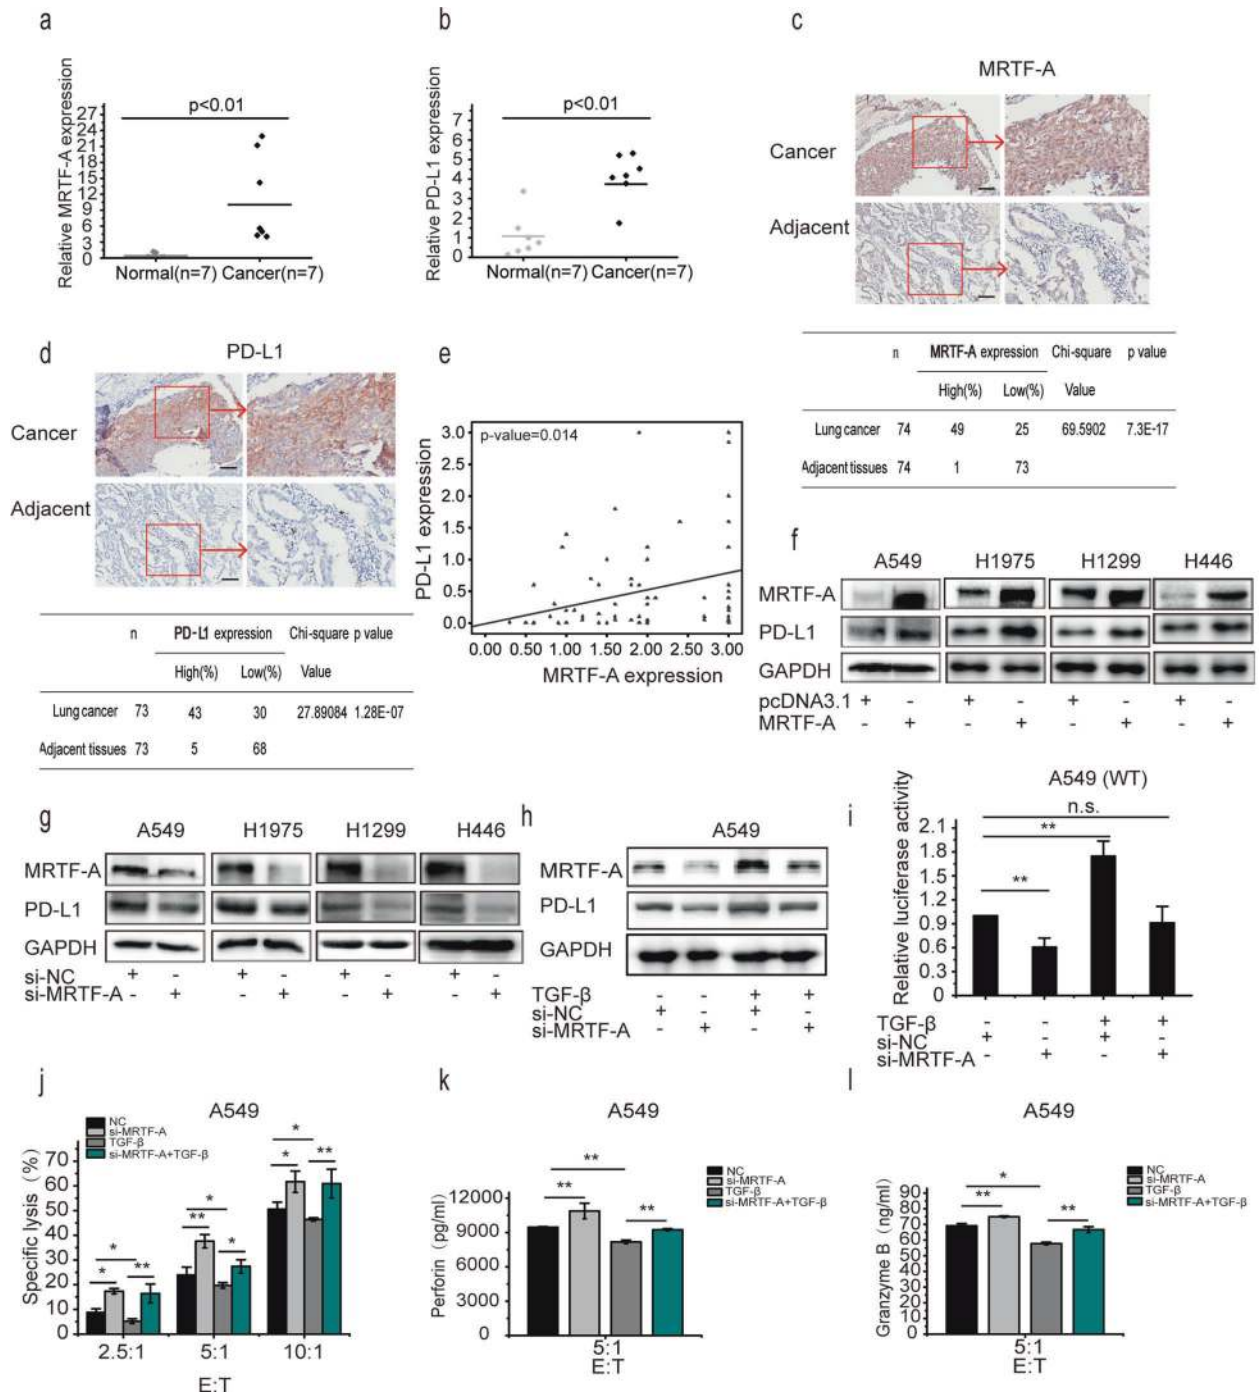 a
Relative MRTF-A expression
p<0.01
27
24
21
18
15
12
9
6
3
0
Normal(n=7) Cancer(n=7)
b
Relative PD-L1 expression
p<0.01
7
6
5
4
3
2
1
0
Normal(n=7) Cancer(n=7)
c
MRTF-A
Cancer
Adjacent
n MRTF-A expression Chi-square p value
High(%) Low(%) Value
Lung cancer 74 49 25 69.5902 7.3E-17
Adjacent tissues 74 1 73
d
PD-L1
Cancer
Adjacent
n PD-L1 expression Chi-square p value
High(%) Low(%) Value
Lung cancer 73 43 30 27.89084 1.28E-07
Adjacent tissues 73 5 68
e
PD-L1 expression
p-value=0.014
3.0
2.5
2.0
1.5
1.0
0.5
0.0
0.00 0.50 1.00 1.50 2.00 2.50 3.00
MRTF-A expression
f
A549 H1975 H1299 H446
MRTF-A
PD-L1
GAPDH
pcDNA3.1 + - + - + - + -
MRTF-A - + - + - + - +
g
A549 H1975 H1299 H446
MRTF-A
PD-L1
GAPDH
si-NC + - + - + - + -
si-MRTF-A - + - + - + - +
h
A549
MRTF-A
PD-L1
GAPDH
TGF-β - - + +
si-NC + - + -
si-MRTF-A - + - +
i
A549 (WT)
Relative luciferase activity
n.s.
**
**
2.1
1.8
1.5
1.2
0.9
0.6
0.3
0
TGF-β - - + +
si-NC + - + -
si-MRTF-A - + - +
j
A549
NC
si-MRTF-A
TGF-β
si-MRTF-A+TGF-β
Specific lysis (%)
70
60
50
40
30
20
10
0
* * **
* ** *
* * **
2.5:1 5:1 10:1
E:T
k
A549
NC
si-MRTF-A
TGF-β
si-MRTF-A+TGF-β
Perforin (pg/ml)
12000
9000
6000
3000
0
**
** **
5:1
E:T
l
A549
NC
si-MRTF-A
TGF-β
si-MRTF-A+TGF-β
Granzyme B (ng/ml)
90
80
70
60
50
40
30
20
10
0
*
** **
5:1
E:T